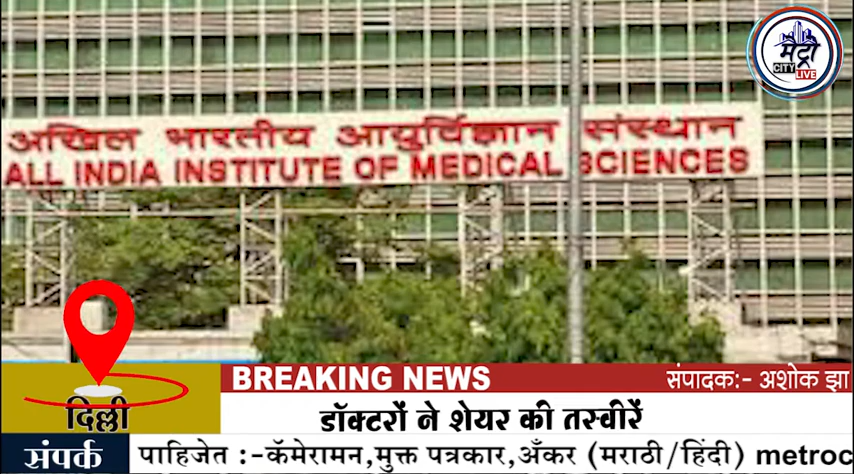 मैट्रो
CITY
LIVE
अखिल भारतीय आयुर्विज्ञान संस्थान
ALL INDIA INSTITUTE OF MEDICAL SCIENCES
BREAKING NEWS
संपादकः- अशोक झा
दिल्ली
डॉक्टरों ने शेयर की तस्वीरें
संपर्क
पाहिजेत :-कॅमेरामन,मुक्त पत्रकार,अँकर (मराठी/हिंदी) metroc